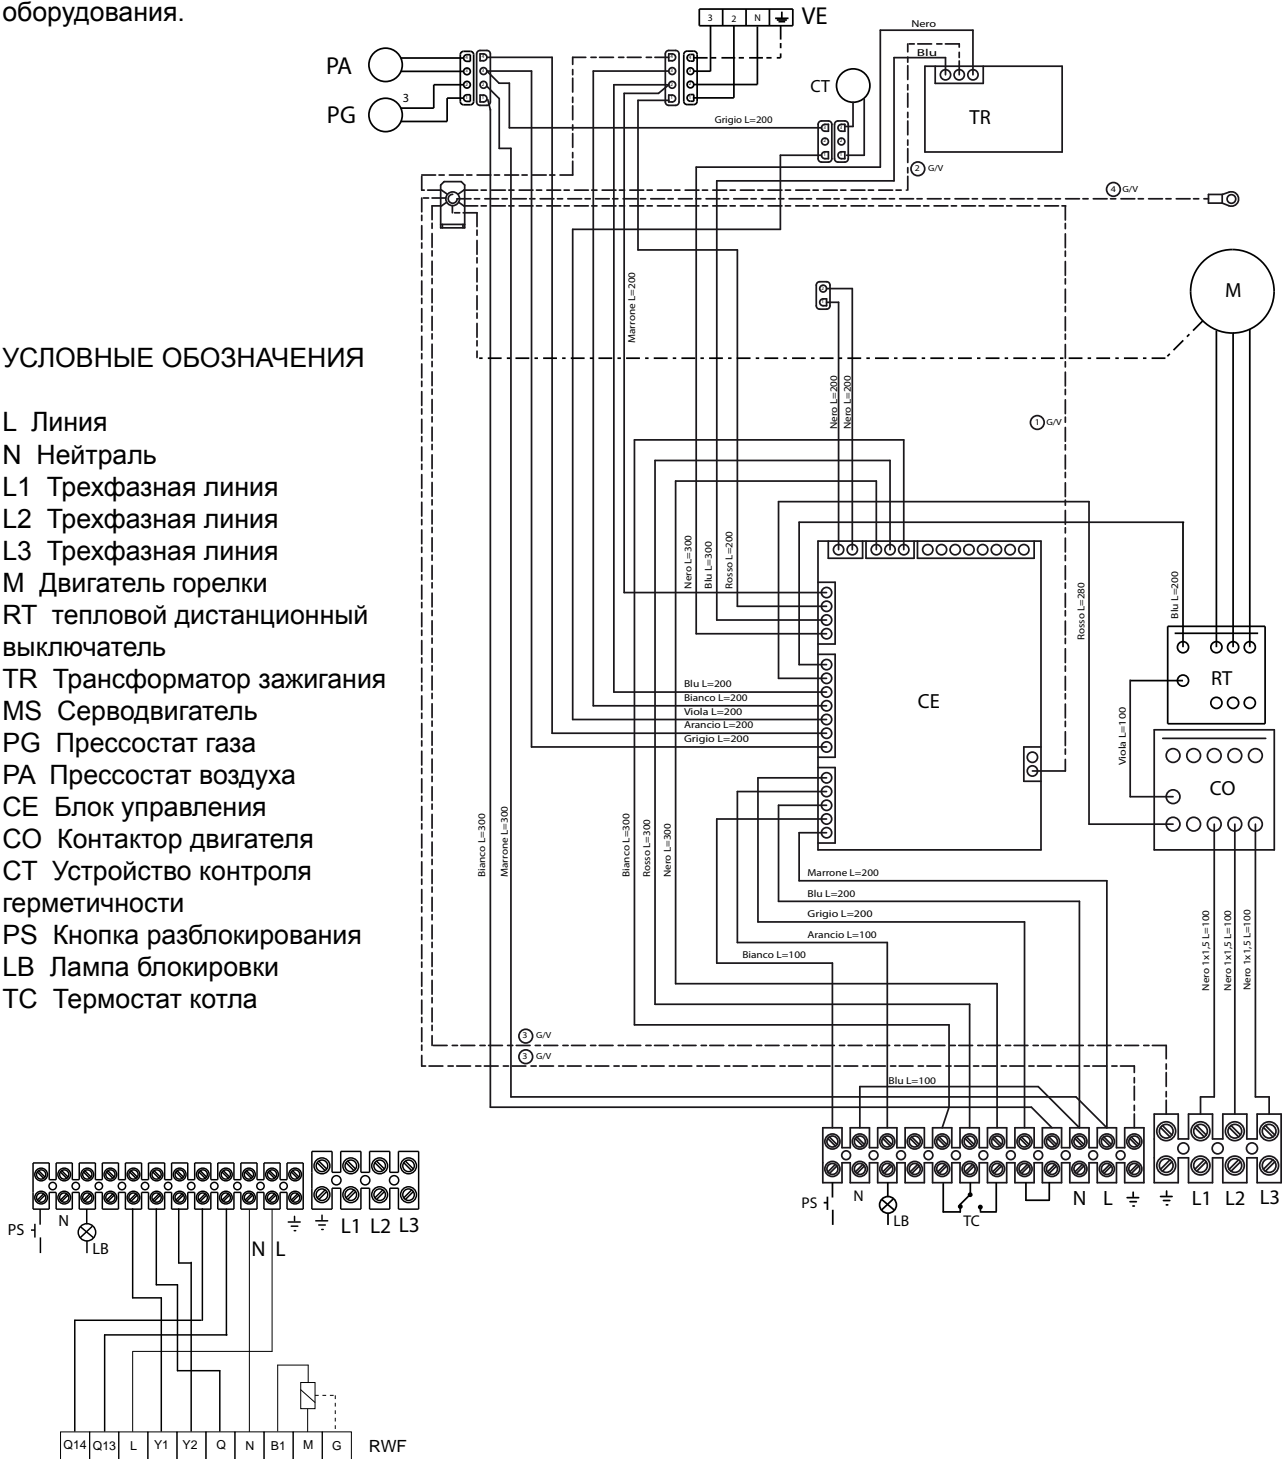 оборудования.
3 2 N VE
PA
PG
3
CT
Nero
Blu
TR
Grigio L=200
2 G/V
4 G/V
M
Marrone L=200
Nero L=200
Nero L=200
1 G/V
УСЛОВНЫЕ ОБОЗНАЧЕНИЯ
L Линия
N Нейтраль
L1 Трехфазная линия
L2 Трехфазная линия
L3 Трехфазная линия
M Двигатель горелки
RT тепловой дистанционный
выключатель
TR Трансформатор зажигания
MS Серводвигатель
PG Прессостат газа
PA Прессостат воздуха
CE Блок управления
CO Контактор двигателя
CT Устройство контроля
герметичности
PS Кнопка разблокирования
LB Лампа блокировки
TC Термостат котла
Nero L=300
Blu L=300
Rosso L=200
Rosso L=280
Blu L=200
RT
Blu L=200
Bianco L=200
Viola L=200
Arancio L=200
Grigio L=200
CE
Viola L=100
CO
Bianco L=300
Marrone L=300
Bianco L=300
Rosso L=300
Nero L=300
Marrone L=200
Blu L=200
Grigio L=200
Arancio L=100
Bianco L=100
Nero 1x1,5 L=100
Nero 1x1,5 L=100
Nero 1x1,5 L=100
3 G/V
3 G/V
Blu L=100
PS N LB TC N L L1 L2 L3
PS N LB N L L1 L2 L3
Q14 Q13 L Y1 Y2 Q N B1 M G RWF